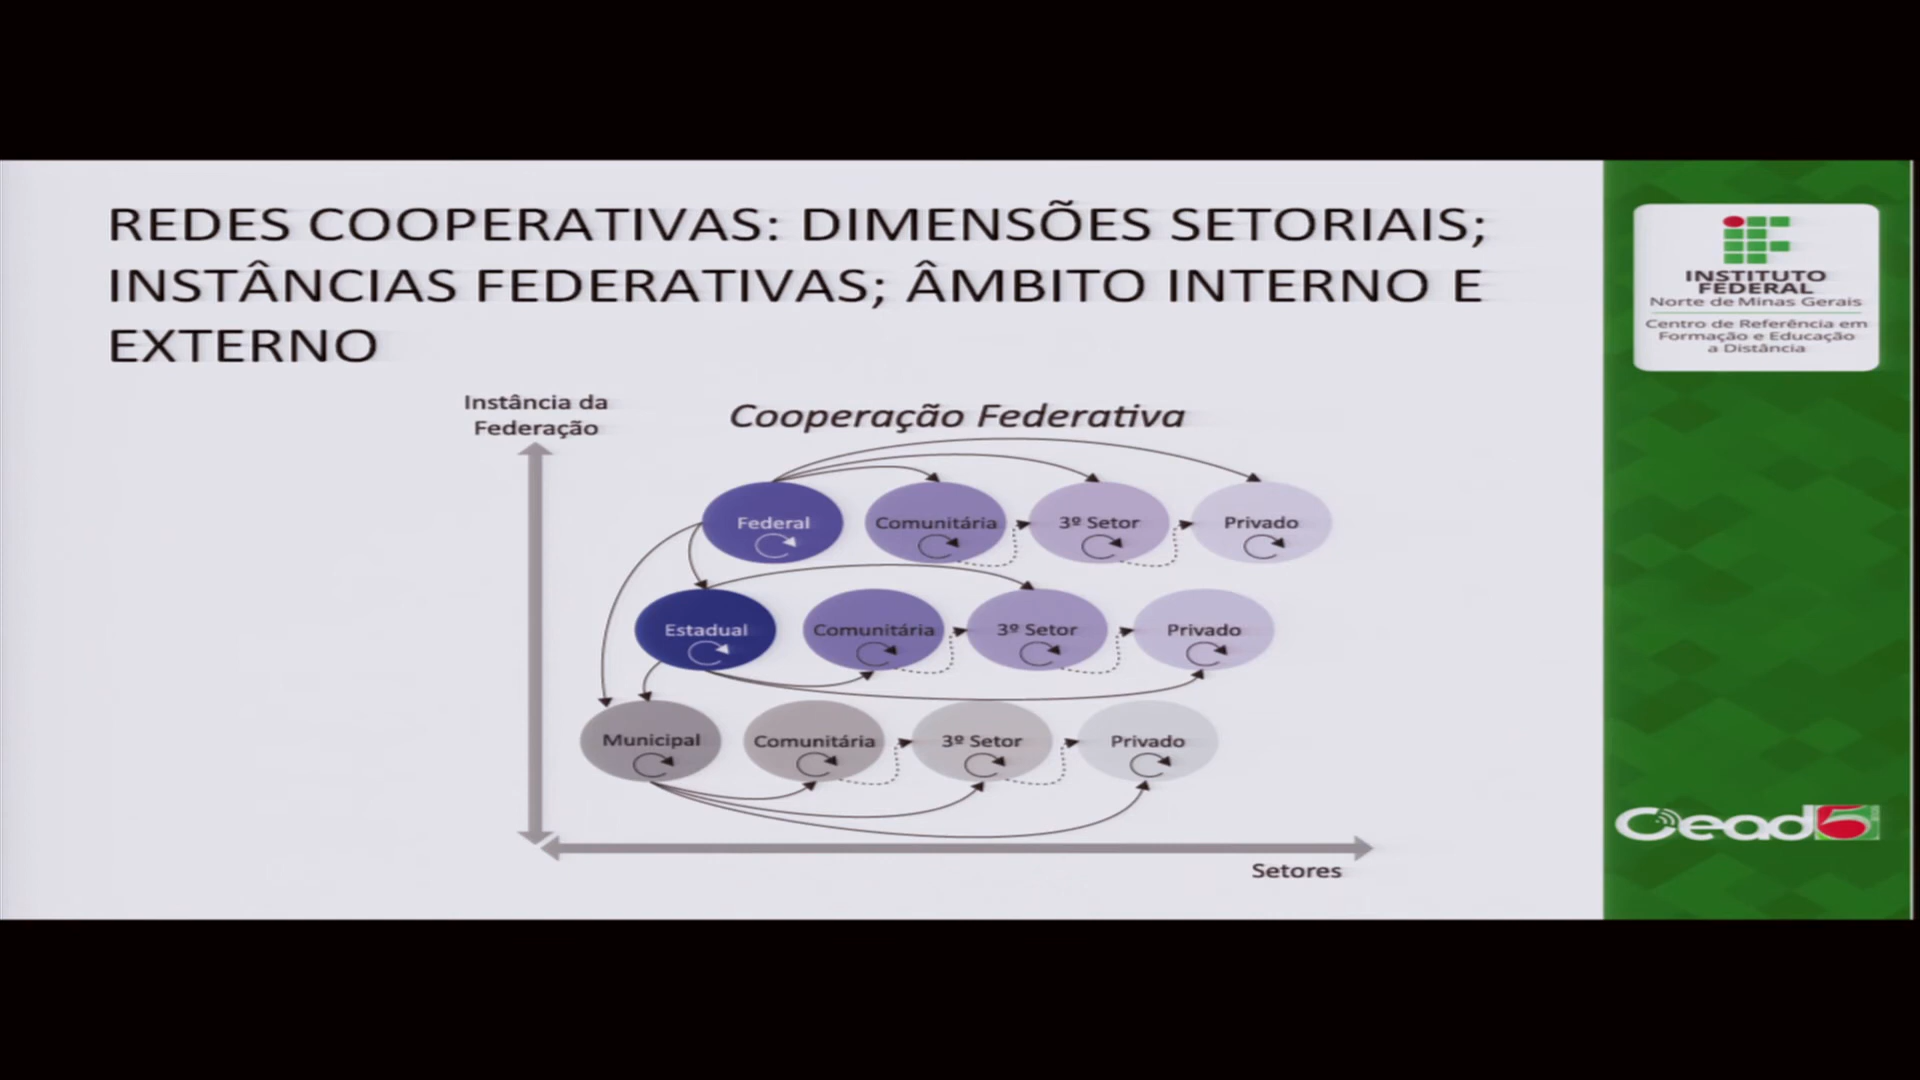 REDES COOPERATIVAS: DIMENSÕES SETORIAIS;
INSTÂNCIAS FEDERATIVAS; ÂMBITO INTERNO E
EXTERNO
INSTITUTO
FEDERAL
Norte de Minas Gerais
Centro de Referência em
Formação e Educação
a Distância
Instância da
Federação
Cooperação Federativa
Federal
Comunitária
3º Setor
Privado
Estadual
Comunitária
3º Setor
Privado
Municipal
Comunitária
3º Setor
Privado
Setores
Cead5